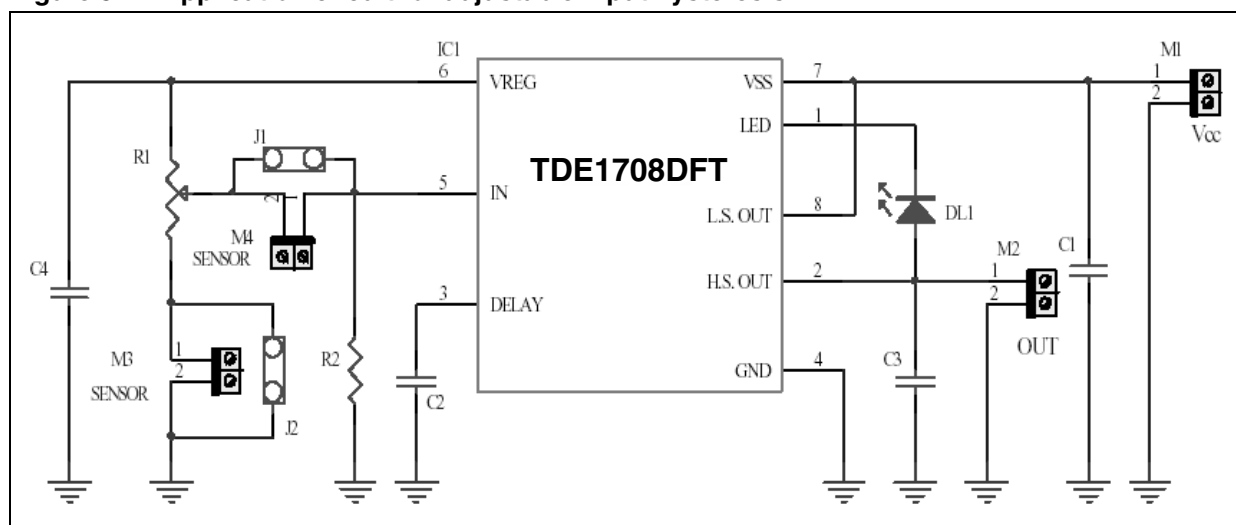 IC1
M1
6
VREG
VSS
7
1
2
Vcc
LED
1
J1
R1
TDE1708DFT
5
IN
2
1
L.S. OUT
8
DL1
M4
SENSOR
C4
M2
C1
H.S. OUT
2
1
2
3
DELAY
OUT
M3
SENSOR
1
2
R2
C2
J2
GND
4
C3